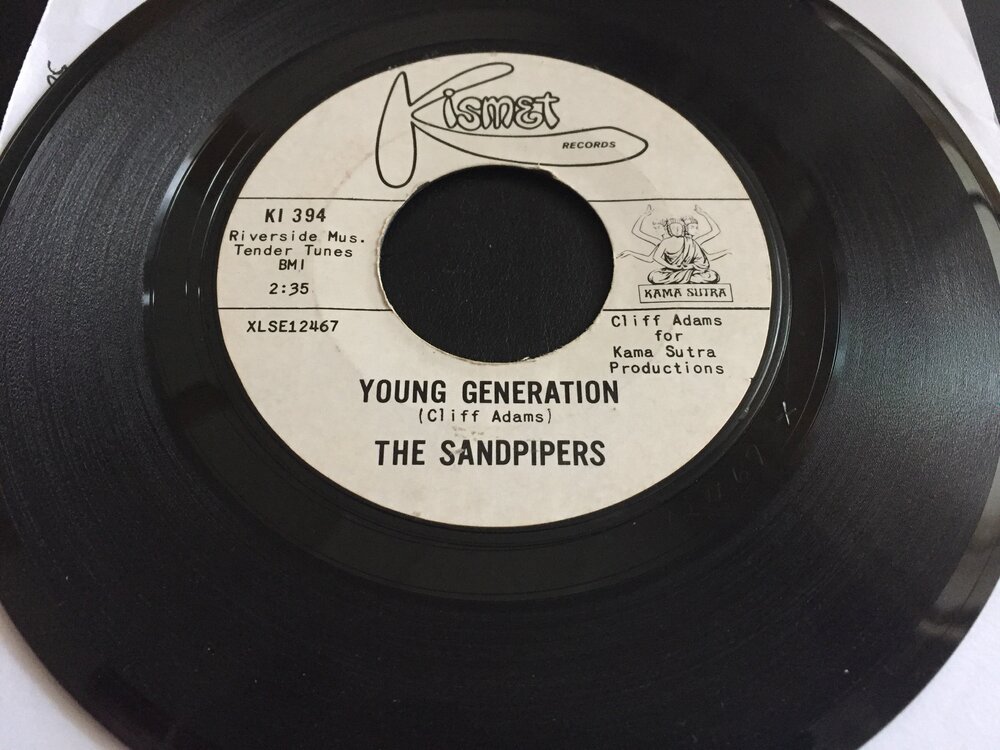 Kismet
RECORDS
KI 394
Riverside Mus.
Tender Tunes
BMI
2:35
KAMA SUTRA
XLSE12467
Cliff Adams
for
Kama Sutra
Productions
YOUNG GENERATION
(Cliff Adams)
THE SANDPIPERS